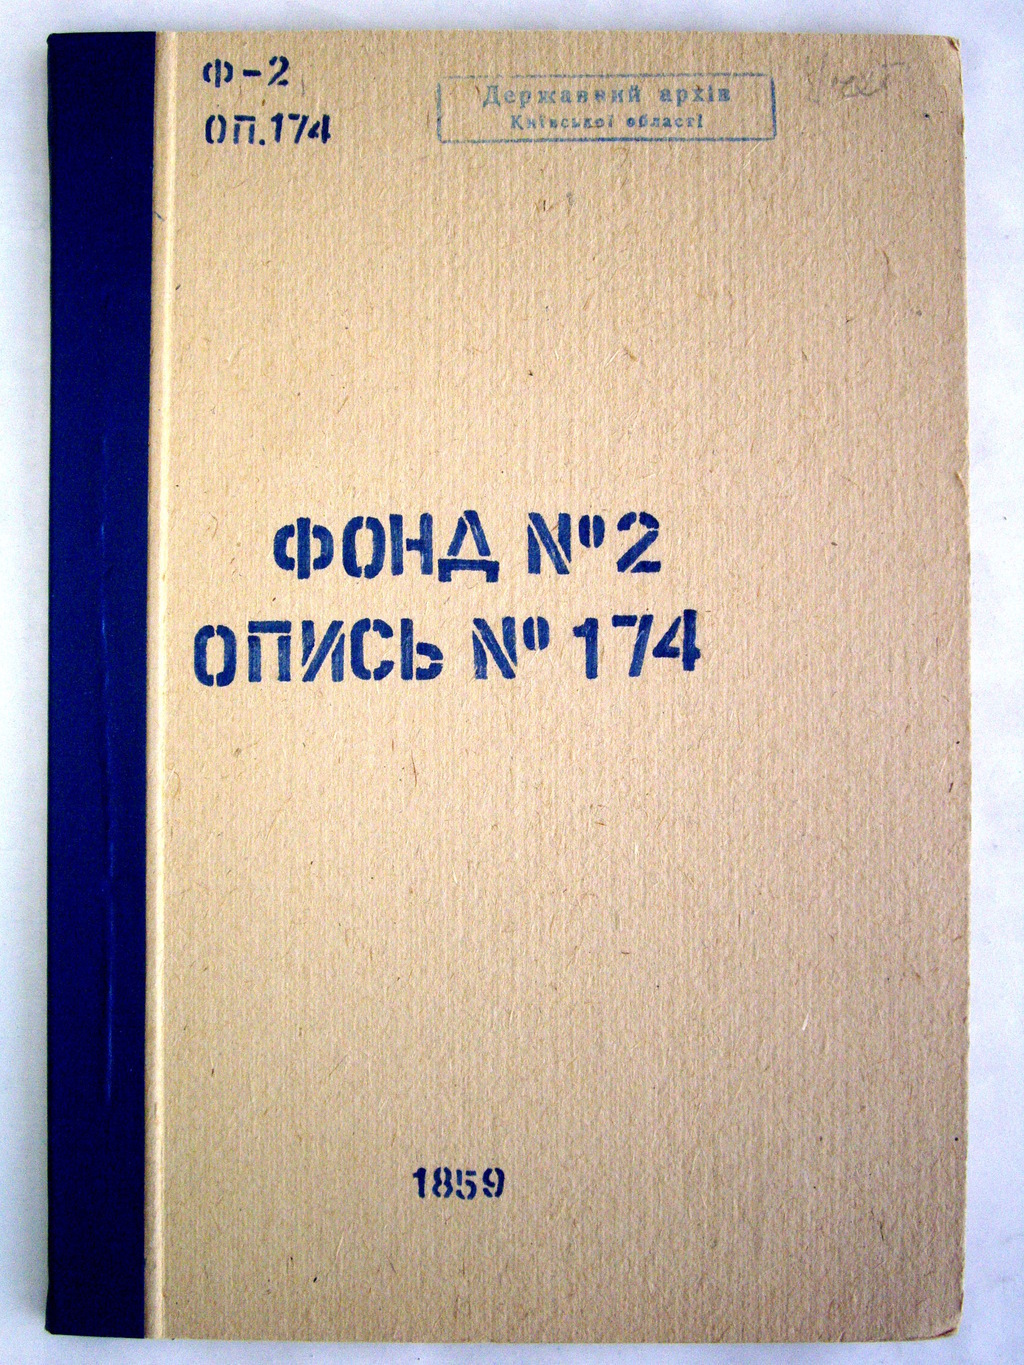 Ф-2
ОП.174
Державний архів
Київської області
ФОНД №2
ОПИСЬ № 174
1859